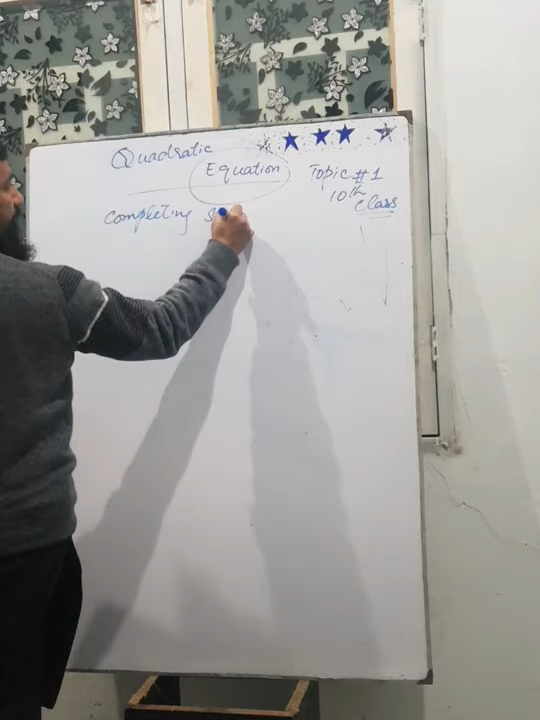 Quadratic
Equation
Topic #1
10th
Class
Completing S